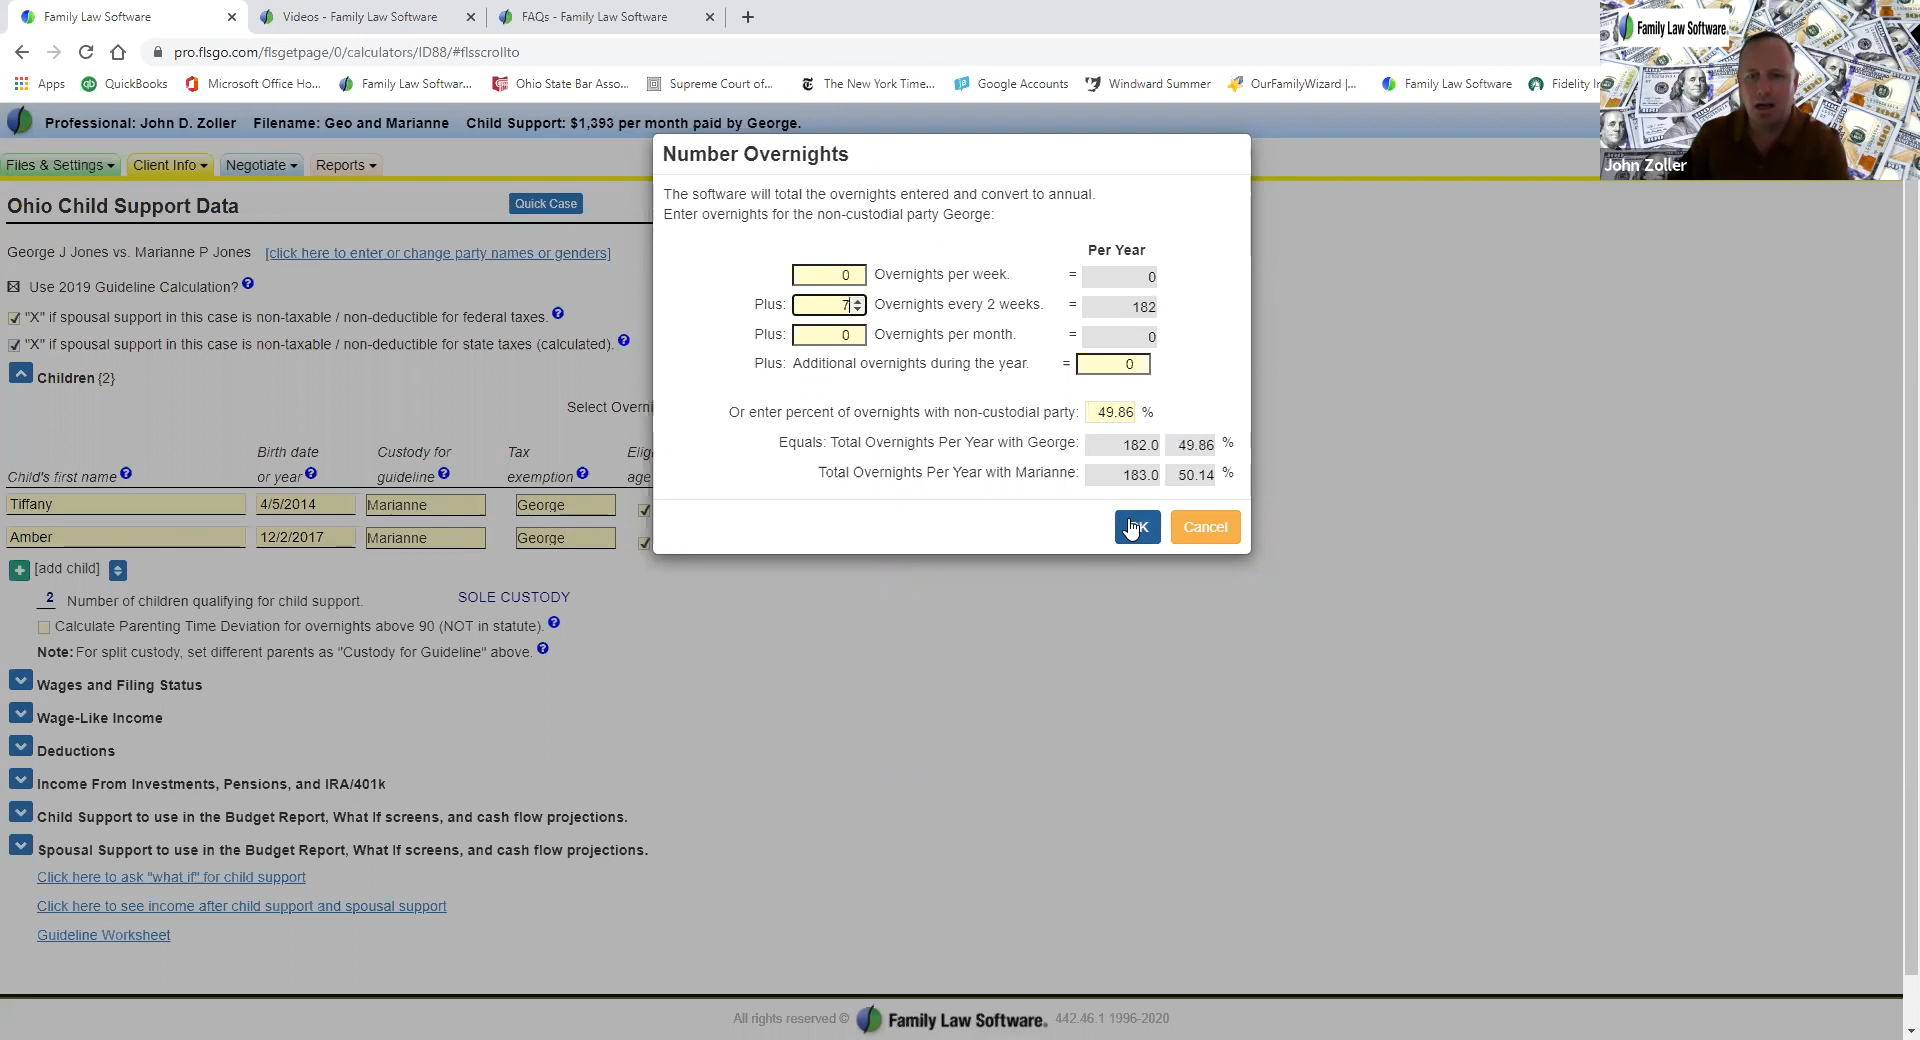 Family Law Software
Videos - Family Law Software
FAQs - Family Law Software
pro.flsgo.com/flsgetpage/0/calculators/ID88/#flsscrollto
Apps
QuickBooks
Microsoft Office Ho...
Family Law Softwar...
Ohio State Bar Asso...
Supreme Court of...
The New York Time...
Google Accounts
Windward Summer
OurFamilyWizard |...
Family Law Software
Fidelity
Family Law Software.
John Zoller
Professional: John D. Zoller Filename: Geo and Marianne Child Support: $1,393 per month paid by George.
Files & Settings
Client Info
Negotiate
Reports
Ohio Child Support Data
Quick Case
George J Jones vs. Marianne P Jones [click here to enter or change party names or genders]
Use 2019 Guideline Calculation?
"X" if spousal support in this case is non-taxable / non-deductible for federal taxes.
"X" if spousal support in this case is non-taxable / non-deductible for state taxes (calculated).
Children {2}
Select Overni
Child's first name
Birth date
or year
Custody for
guideline
Tax
exemption
Elig
age
Tiffany 4/5/2014 Marianne George
Amber 12/2/2017 Marianne George
[add child]
2 Number of children qualifying for child support. SOLE CUSTODY
Calculate Parenting Time Deviation for overnights above 90 (NOT in statute).
Note: For split custody, set different parents as "Custody for Guideline" above.
Wages and Filing Status
Wage-Like Income
Deductions
Income From Investments, Pensions, and IRA/401k
Child Support to use in the Budget Report, What If screens, and cash flow projections.
Spousal Support to use in the Budget Report, What If screens, and cash flow projections.
Click here to ask "what if" for child support
Click here to see income after child support and spousal support
Guideline Worksheet
Number Overnights
The software will total the overnights entered and convert to annual.
Enter overnights for the non-custodial party George:
Per Year
0 Overnights per week. = 0
Plus: 7 Overnights every 2 weeks. = 182
Plus: 0 Overnights per month. = 0
Plus: Additional overnights during the year. = 0
Or enter percent of overnights with non-custodial party: 49.86 %
Equals: Total Overnights Per Year with George: 182.0 49.86 %
Total Overnights Per Year with Marianne: 183.0 50.14 %
Cancel
All rights reserved © Family Law Software. 442.46.1 1996-2020